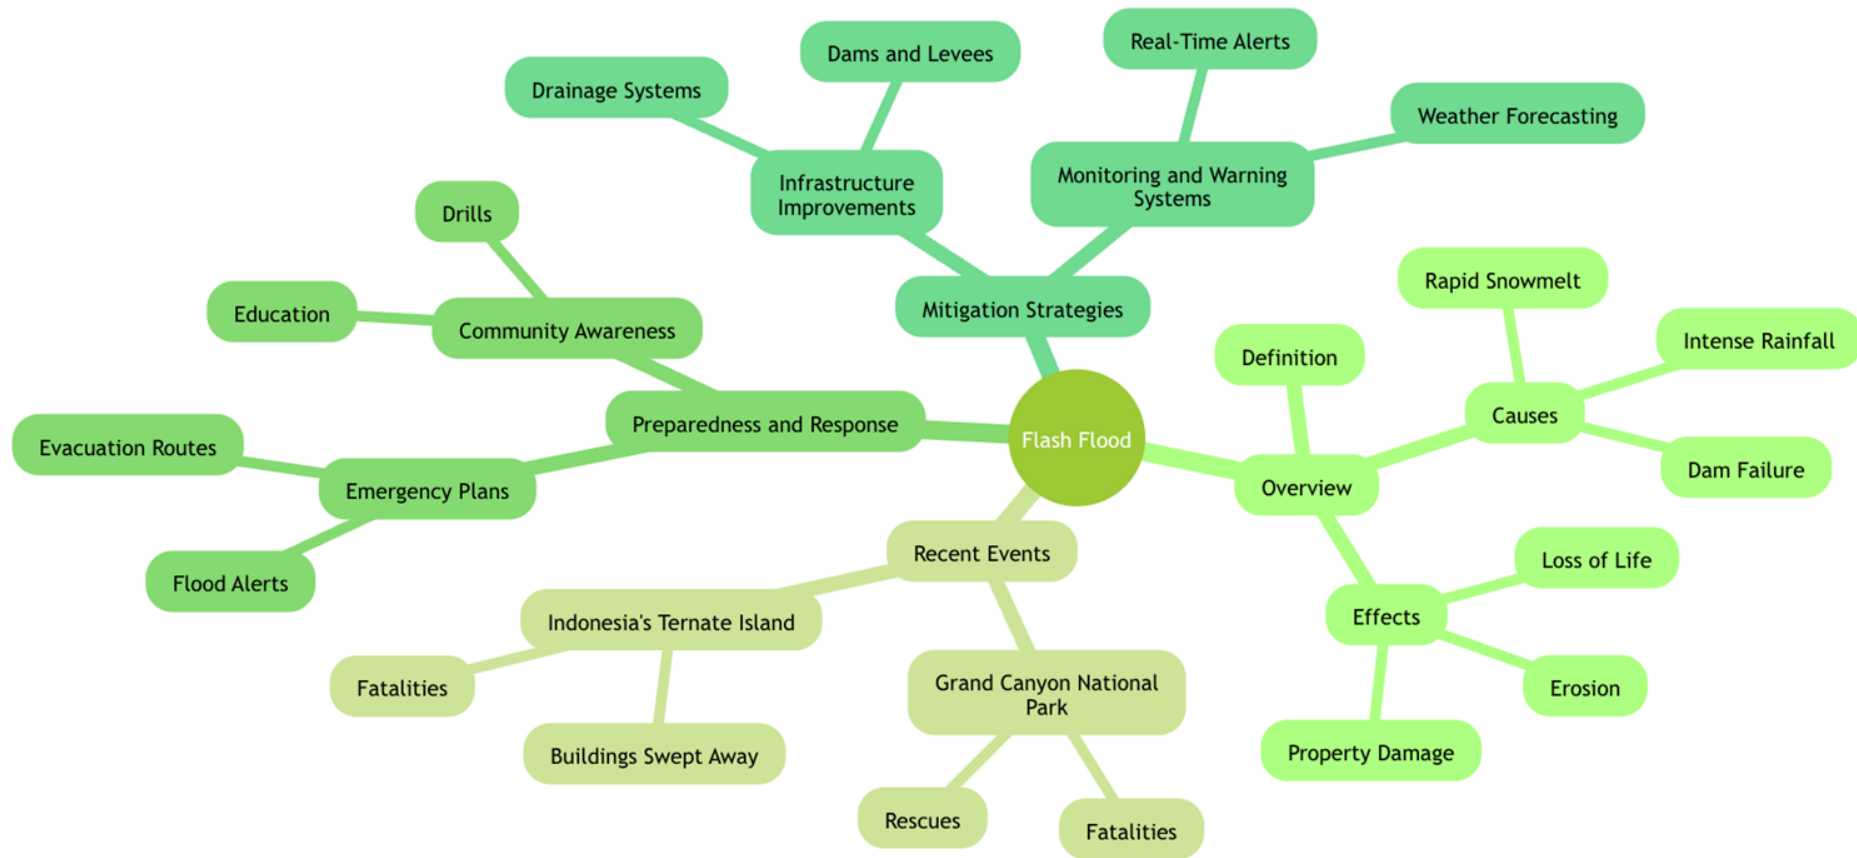 Real-Time Alerts
Dams and Levees
Drainage Systems
Weather Forecasting
Infrastructure
Improvements
Monitoring and Warning
Systems
Drills
Rapid Snowmelt
Education
Community Awareness
Mitigation Strategies
Definition
Intense Rainfall
Causes
Preparedness and Response
Flash Flood
Evacuation Routes
Emergency Plans
Overview
Dam Failure
Flood Alerts
Recent Events
Loss of Life
Indonesia's Ternate Island
Effects
Fatalities
Grand Canyon National
Park
Erosion
Buildings Swept Away
Property Damage
Rescues
Fatalities